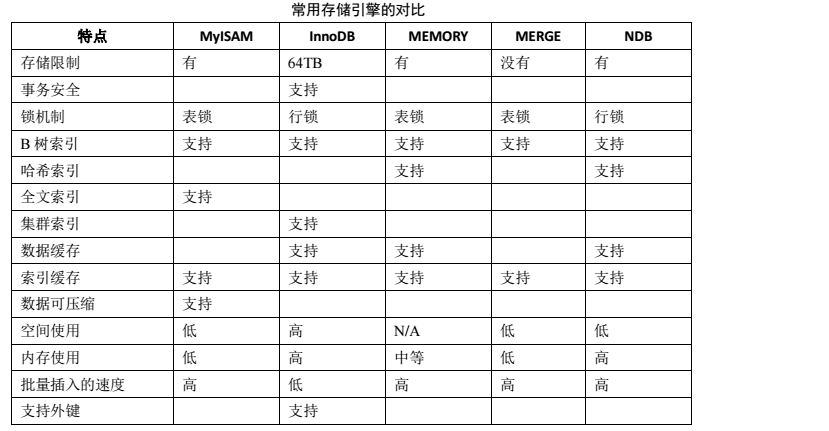 常用存储引擎的对比
特点 MyISAM InnoDB MEMORY MERGE NDB
存储限制 有 64TB 有 没有 有
事务安全 支持
锁机制 表锁 行锁 表锁 表锁 行锁
B 树索引 支持 支持 支持 支持 支持
哈希索引 支持 支持
全文索引 支持
集群索引 支持
数据缓存 支持 支持 支持
索引缓存 支持 支持 支持 支持 支持
数据可压缩 支持
空间使用 低 高 N/A 低 低
内存使用 低 高 中等 低 高
批量插入的速度 高 低 高 高 高
支持外键 支持